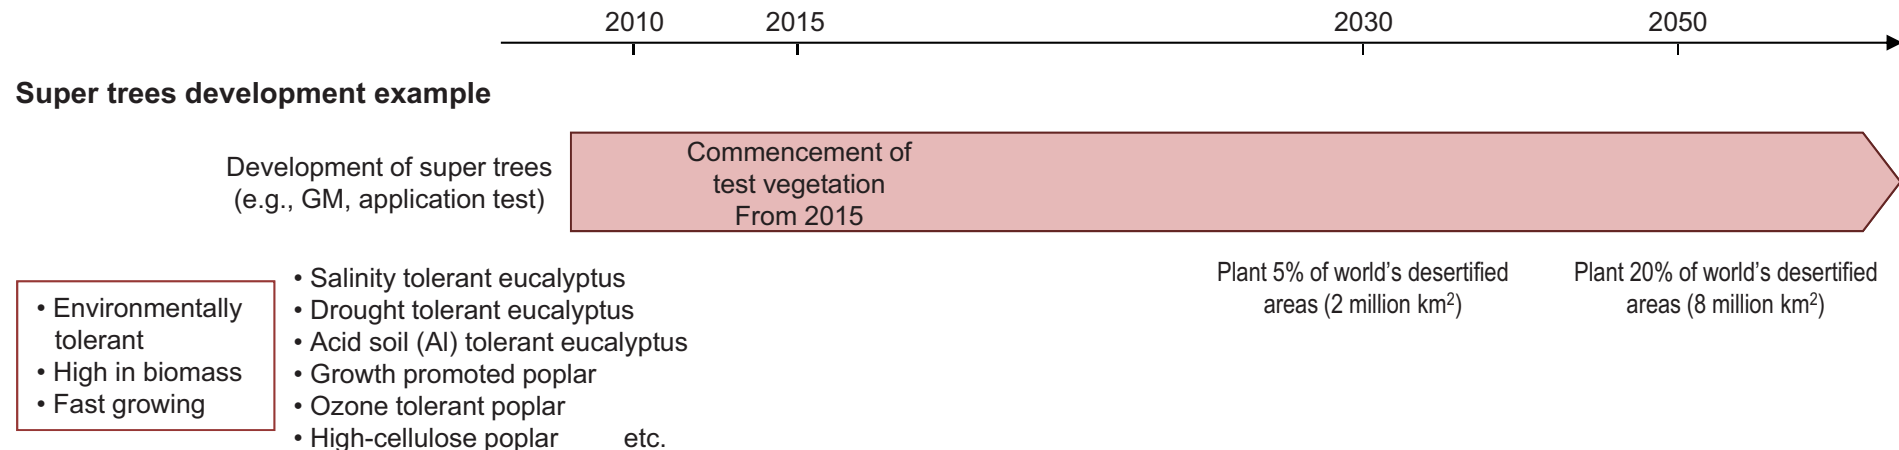 2010 2015 2030 2050
Super trees development example
Development of super trees
(e.g., GM, application test)
Commencement of
test vegetation
From 2015
• Environmentally
tolerant
• High in biomass
• Fast growing
• Salinity tolerant eucalyptus
• Drought tolerant eucalyptus
• Acid soil (Al) tolerant eucalyptus
• Growth promoted poplar
• Ozone tolerant poplar
• High-cellulose poplar etc.
Plant 5% of world’s desertified
areas (2 million km²)
Plant 20% of world’s desertified
areas (8 million km²)